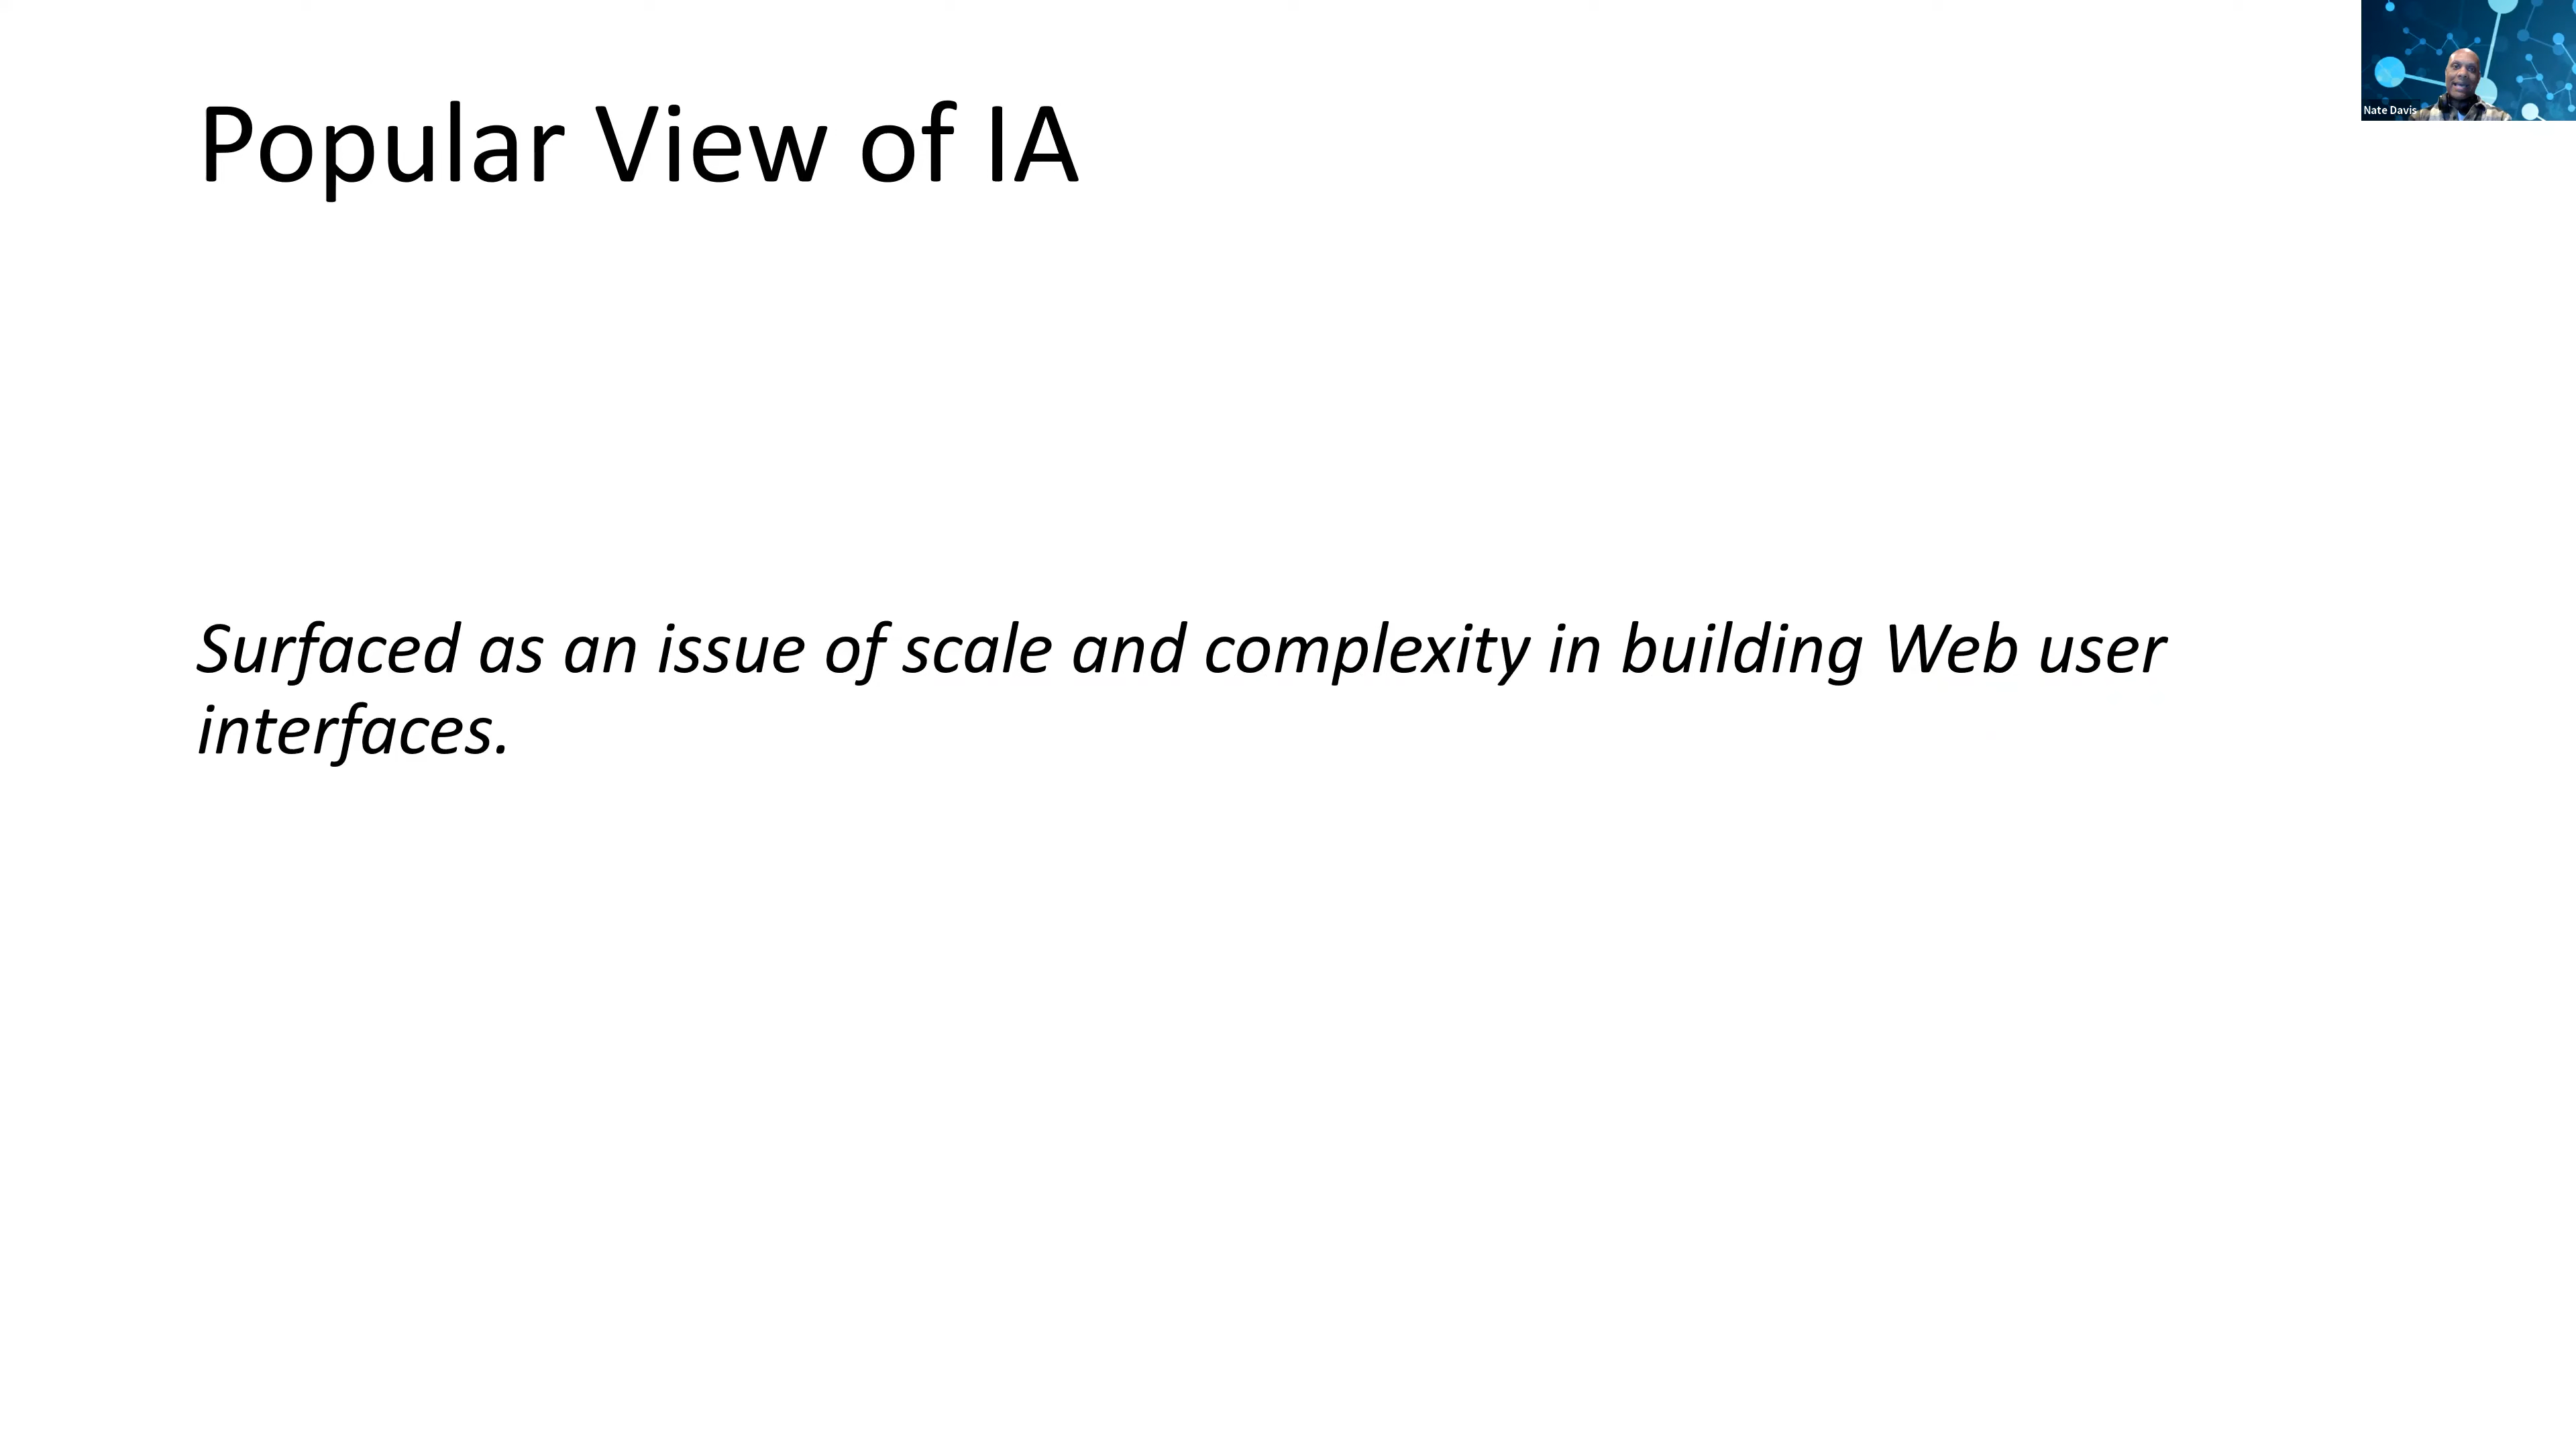 Popular View of IA
Nate Davis
Surfaced as an issue of scale and complexity in building Web user
interfaces.